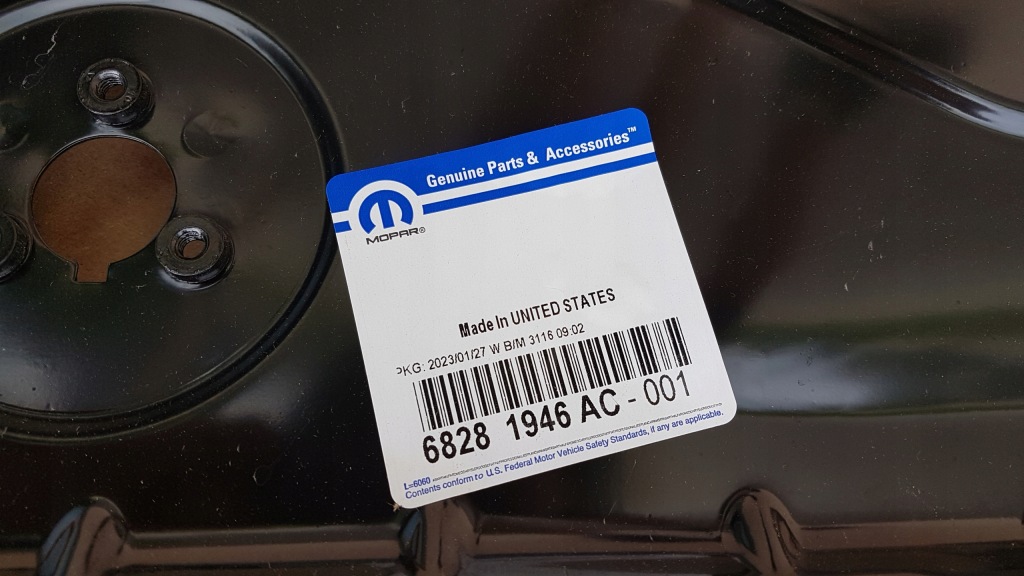 Genuine Parts & Accessories™
MOPAR®
Made In UNITED STATES
PKG: 2023/01/27 W B/M 3116 09:02
6828 1946 AC - 001
L=6060
Contents conform to U.S. Federal Motor Vehicle Safety Standards, if any are applicable.